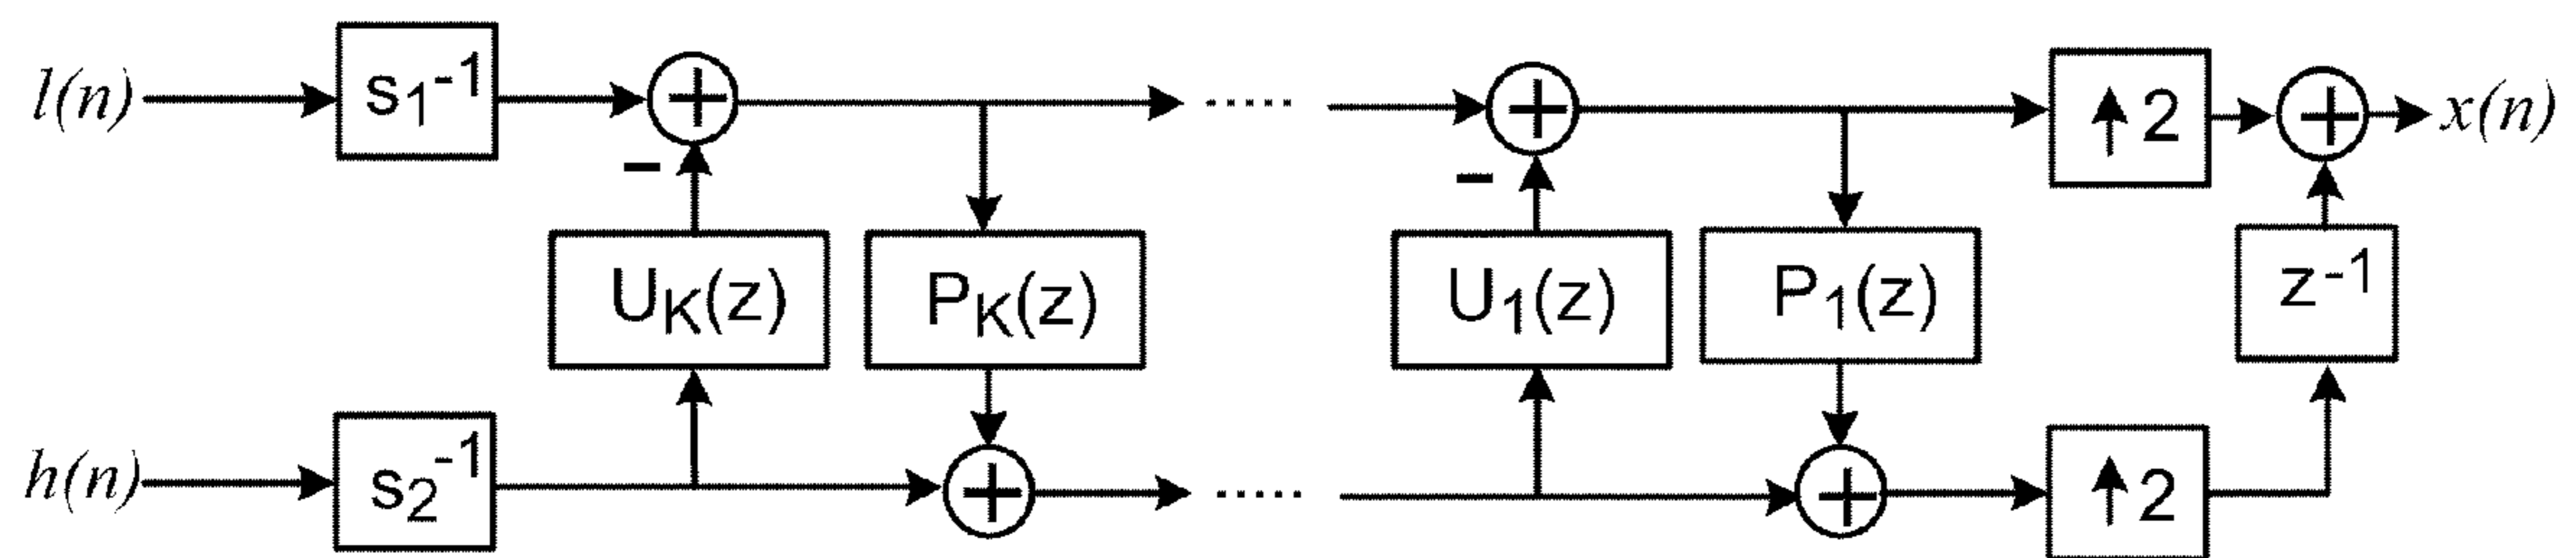 l(n)
s₁⁻¹
+
.....
+
↑2
+
x(n)
-
-
U_K(z)
P_K(z)
U₁(z)
P₁(z)
z⁻¹
h(n)
s₂⁻¹
+
.....
+
↑2